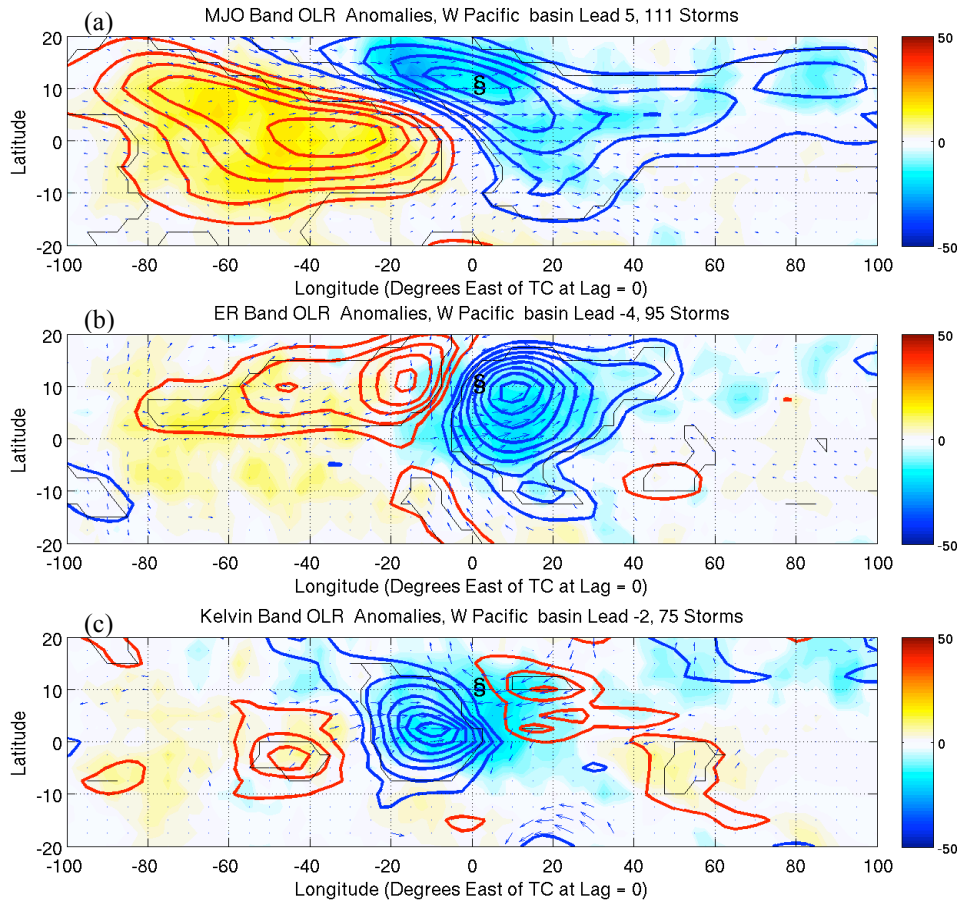 (a)
MJO Band OLR Anomalies, W Pacific basin Lead 5, 111 Storms
20
10
0
-10
-20
Latitude
§
-100 -80 -60 -40 -20 0 20 40 60 80 100
Longitude (Degrees East of TC at Lag = 0)
50
0
-50
(b)
ER Band OLR Anomalies, W Pacific basin Lead -4, 95 Storms
20
10
0
-10
-20
Latitude
§
-100 -80 -60 -40 -20 0 20 40 60 80 100
Longitude (Degrees East of TC at Lag = 0)
50
0
-50
(c)
Kelvin Band OLR Anomalies, W Pacific basin Lead -2, 75 Storms
20
10
0
-10
-20
Latitude
§
-100 -80 -60 -40 -20 0 20 40 60 80 100
Longitude (Degrees East of TC at Lag = 0)
50
0
-50